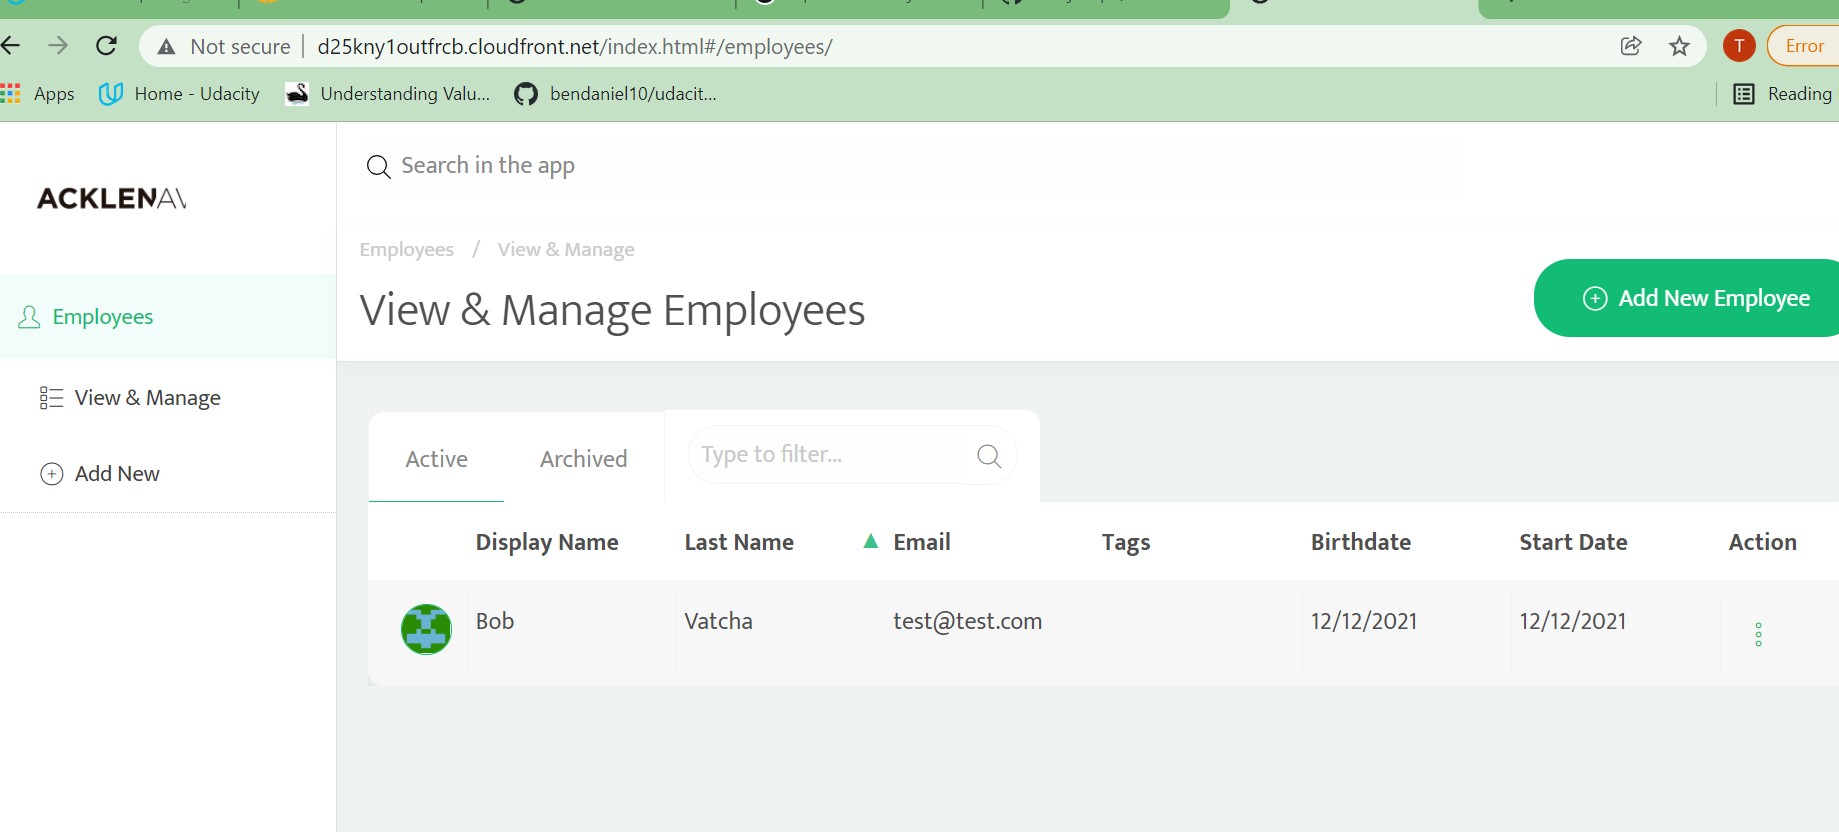 Not secure d25kny1outfrcb.cloudfront.net/index.html#/employees/ T Error
Apps Home - Udacity Understanding Valu... bendaniel10/udacit... Reading
Search in the app
ACKLENAV
Employees / View & Manage
View & Manage Employees
Add New Employee
Employees
View & Manage
Add New
Active Archived Type to filter...
Display Name Last Name Email Tags Birthdate Start Date Action
Bob Vatcha test@test.com 12/12/2021 12/12/2021